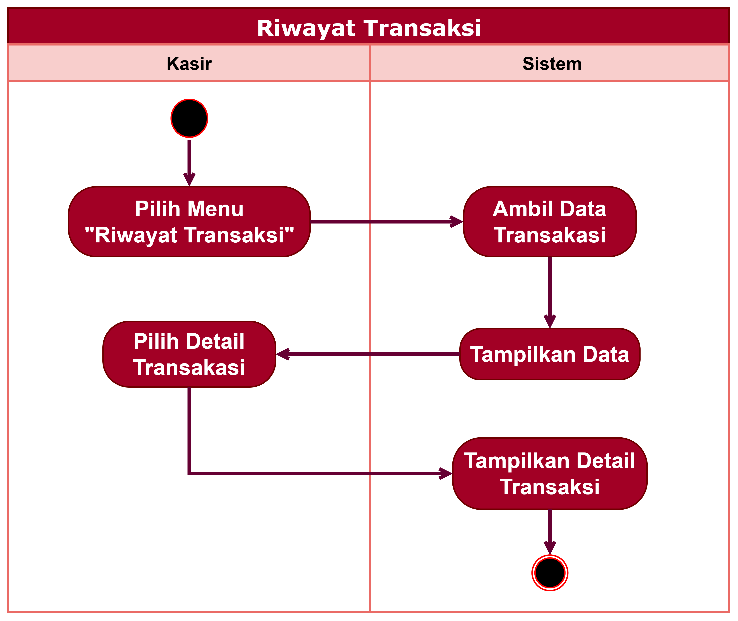 Riwayat Transaksi
Kasir
Sistem
Pilih Menu
"Riwayat Transaksi"
Ambil Data
Transakasi
Tampilkan Data
Pilih Detail
Transakasi
Tampilkan Detail
Transaksi